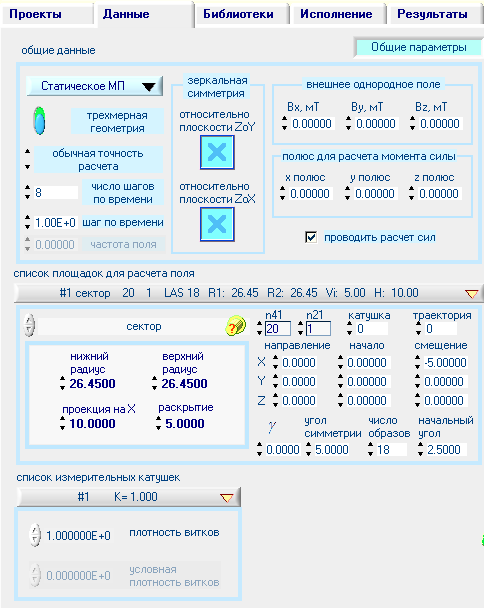 Проекты Данные Библиотеки Исполнение Результаты
общие данные
Общие параметры
Статическое МП
трехмерная
геометрия
обычная точность
расчета
8
число шагов
по времени
1.00E+0 шаг по времени
0.00000 частота поля
зеркальная
симметрия
относительно
плоскости ZoY
относительно
плоскости ZoX
внешнее однородное поле
Bx, мТ By, мТ Bz, мТ
0.00000 0.00000 0.00000
полюс для расчета момента силы
x полюс y полюс z полюс
0.00000 0.00000 0.00000
проводить расчет сил
список площадок для расчета поля
#1 сектор 20 1 LAS 18 R1: 26.45 R2: 26.45 Vi: 5.00 H: 10.00
сектор
нижний
радиус
26.4500
верхний
радиус
26.4500
проекция на X
10.0000
раскрытие
5.0000
n41 n21 катушка траектория
20 1 0 0
направление начало смещение
X 0.0000 0.0000 -5.00000
Y 0.0000 0.0000 0.00000
Z 0.0000 0.0000 0.00000
γ
угол
симметрии
число
образов
начальный
угол
0.0000 5.0000 18 2.5000
список измерительных катушек
#1 K= 1.000
1.000000E+0 плотность витков
0.000000E+0
условная
плотность витков